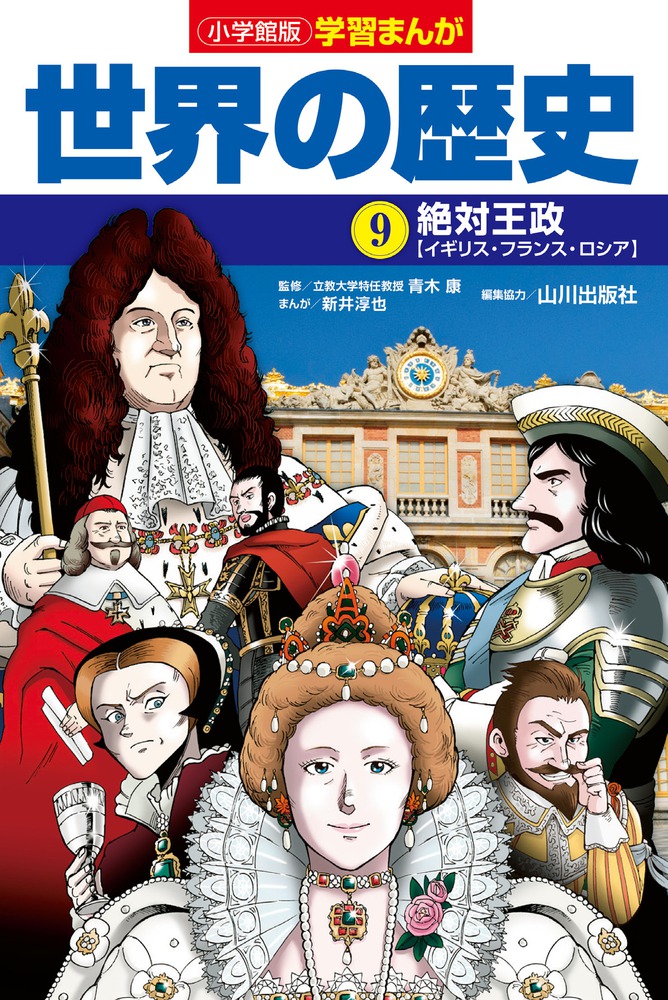 小学館版 学習まんが
世界の歴史
9 絶対王政
【イギリス・フランス・ロシア】
監修／立教大学特任教授 青木 康
まんが／新井淳也
編集協力／山川出版社